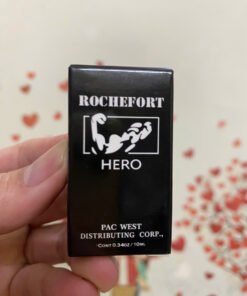 ROCHEFORT
HERO
PAC WEST
DISTRIBUTING CORP.,
CONT 0.34oz / 10ml